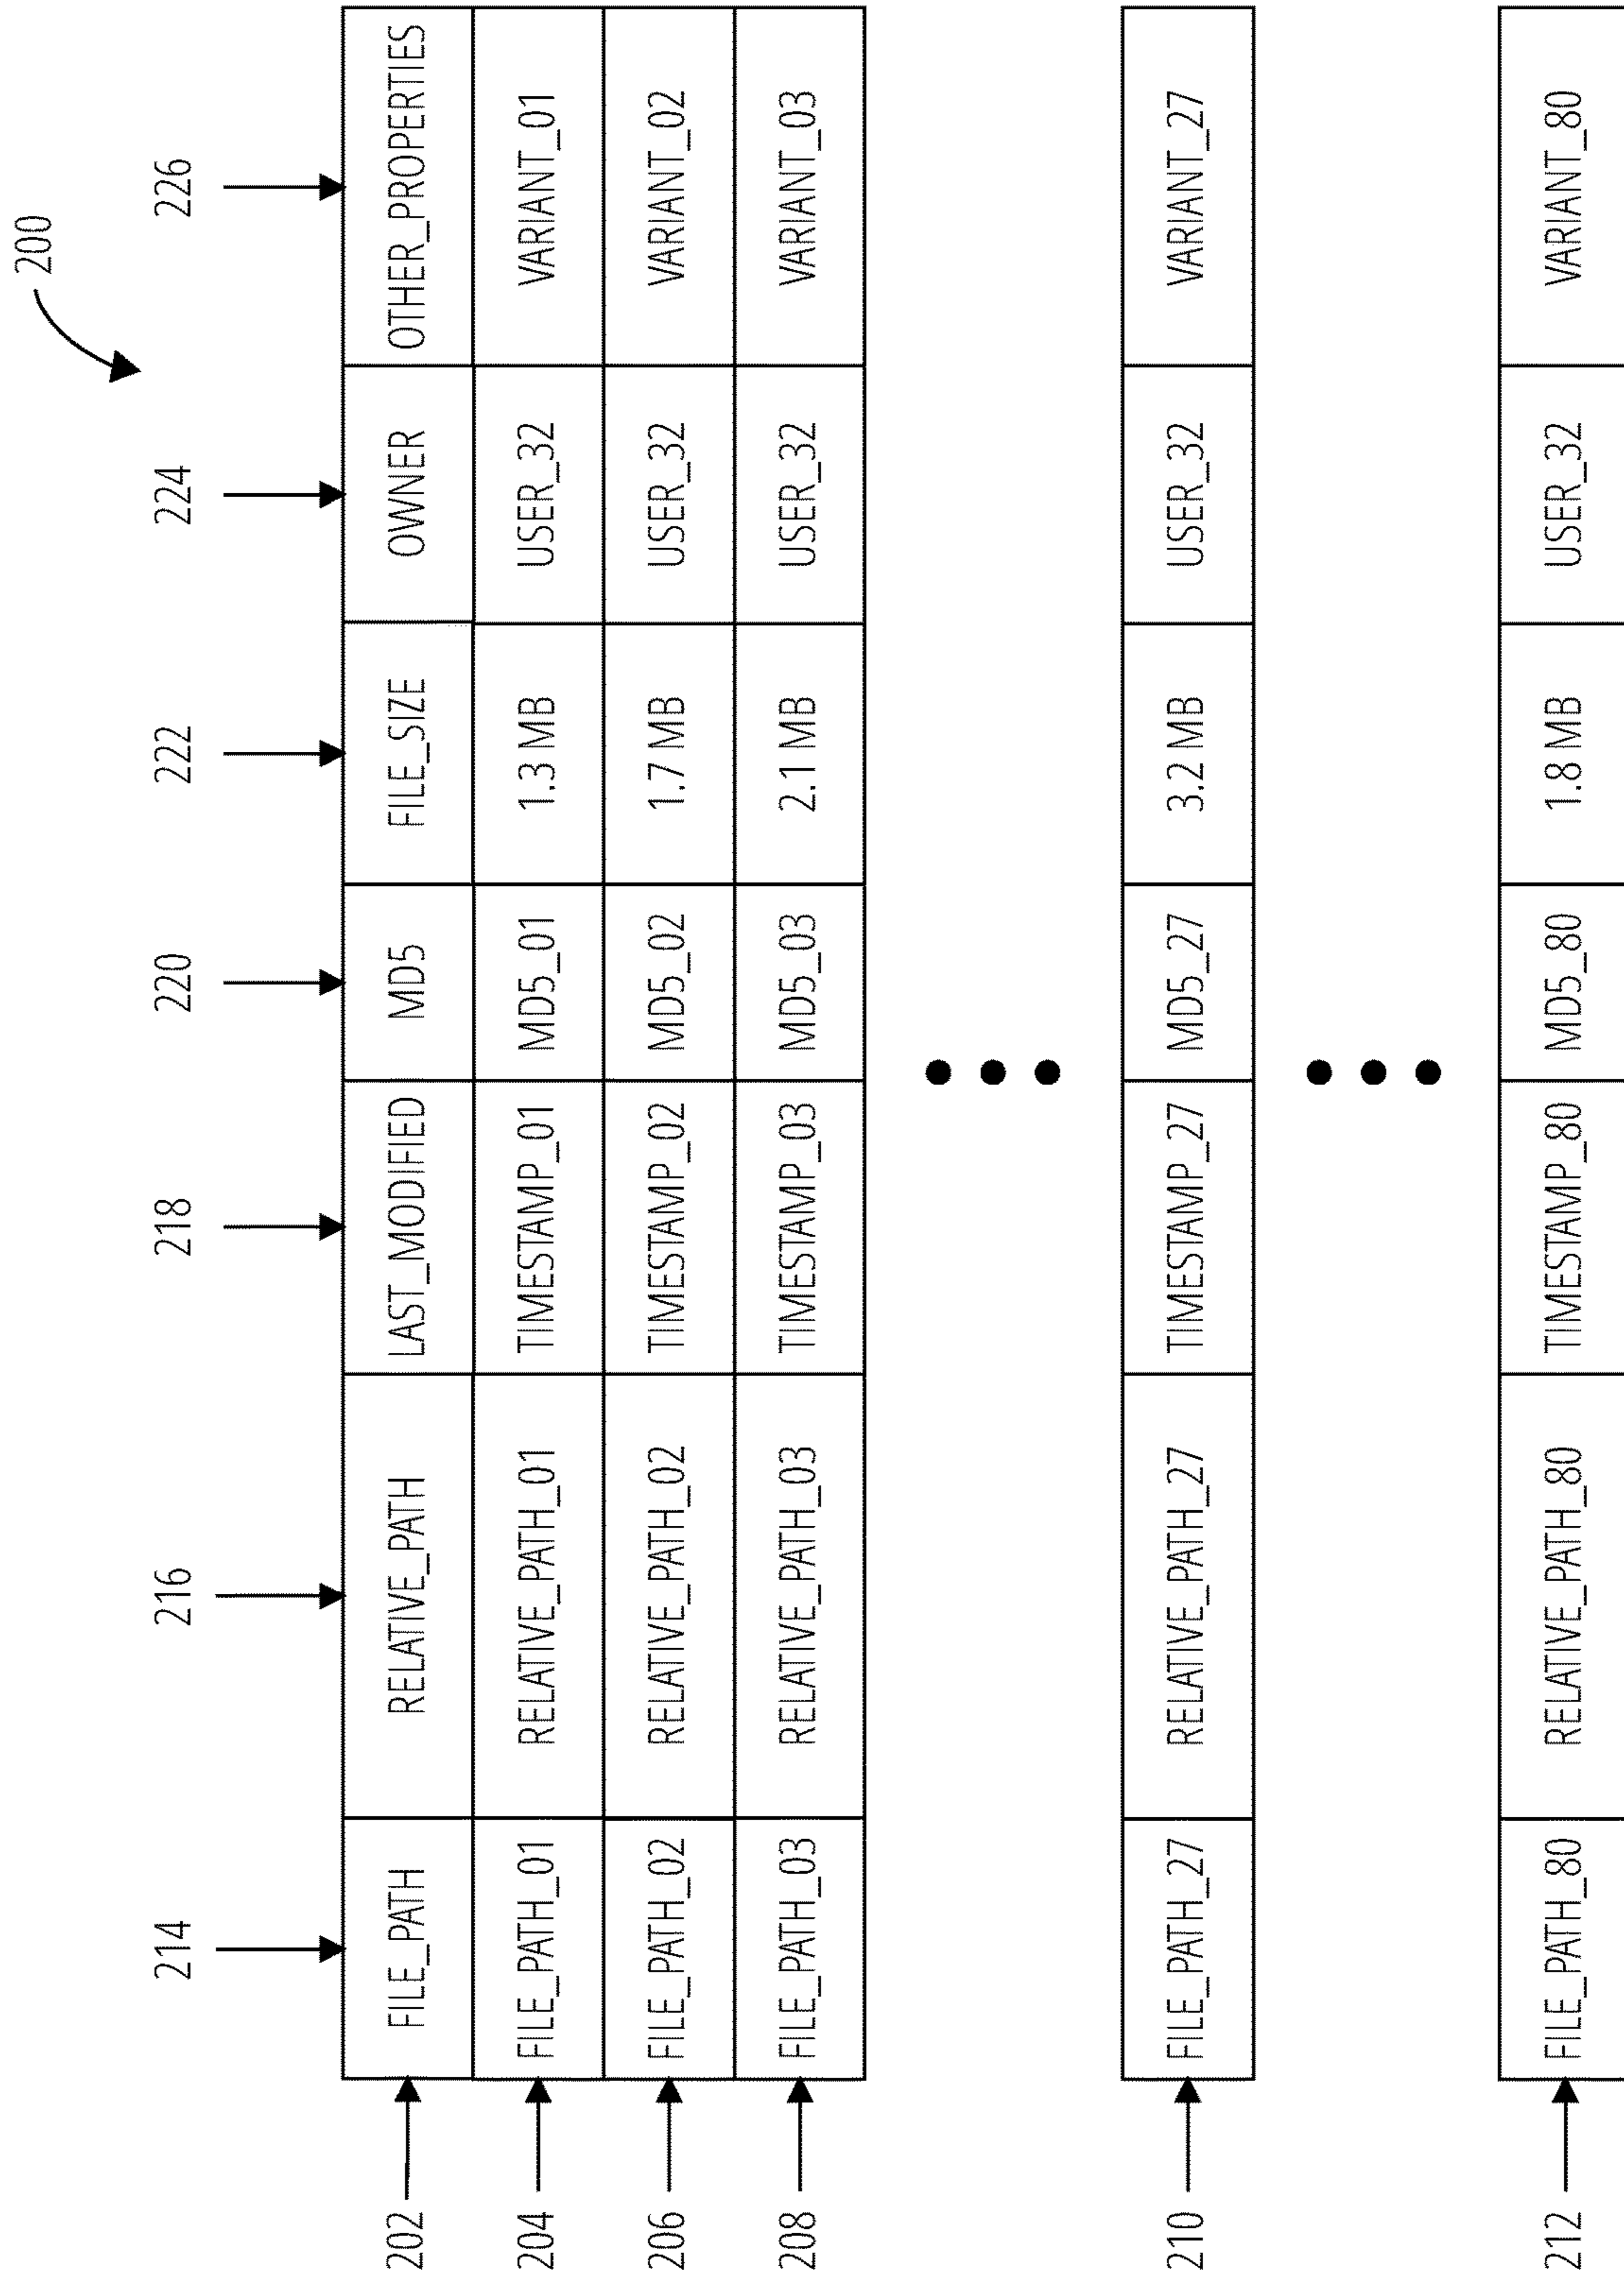 200
214 216 218 220 222 224 226
202 FILE_PATH RELATIVE_PATH LAST_MODIFIED MD5 FILE_SIZE OWNER OTHER_PROPERTIES
204 FILE_PATH_01 RELATIVE_PATH_01 TIMESTAMP_01 MD5_01 1.3 MB USER_32 VARIANT_01
206 FILE_PATH_02 RELATIVE_PATH_02 TIMESTAMP_02 MD5_02 1.7 MB USER_32 VARIANT_02
208 FILE_PATH_03 RELATIVE_PATH_03 TIMESTAMP_03 MD5_03 2.1 MB USER_32 VARIANT_03
210 FILE_PATH_27 RELATIVE_PATH_27 TIMESTAMP_27 MD5_27 3.2 MB USER_32 VARIANT_27
212 FILE_PATH_80 RELATIVE_PATH_80 TIMESTAMP_80 MD5_80 1.8 MB USER_32 VARIANT_80